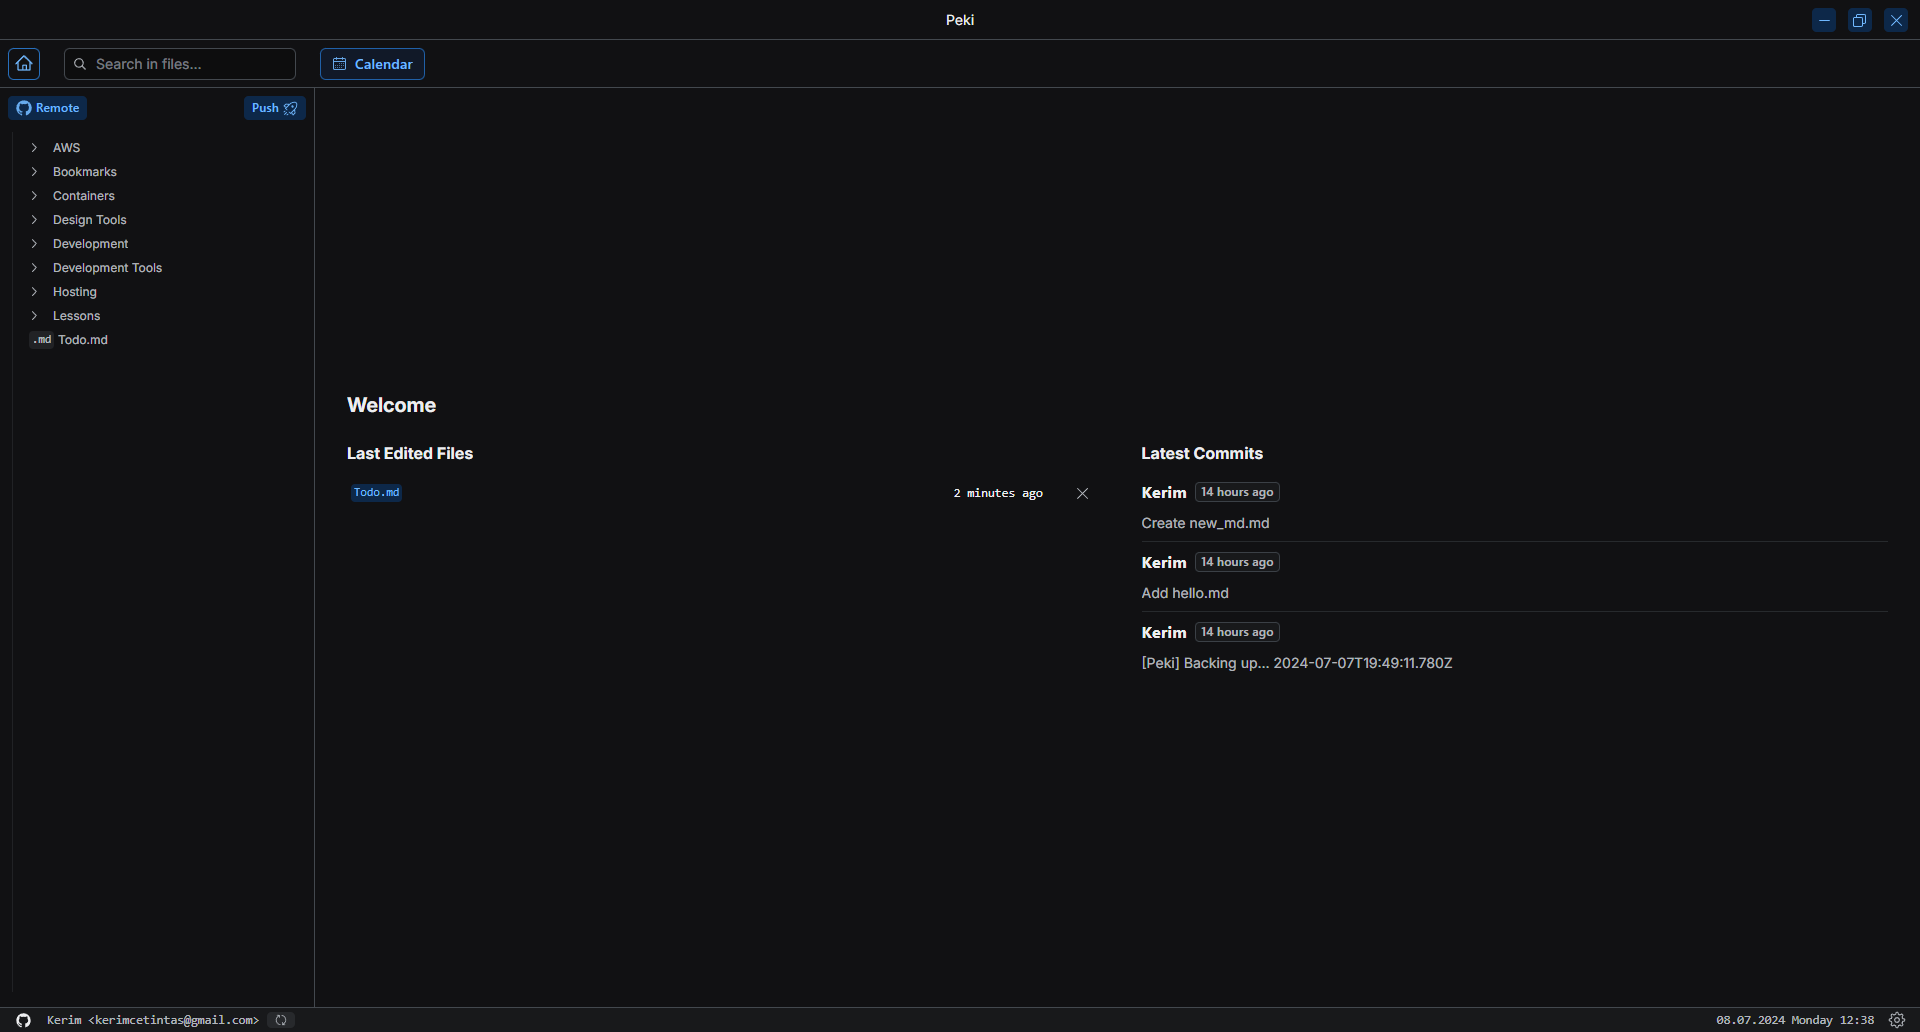 Peki
Search in files...
Calendar
Remote
Push
AWS
Bookmarks
Containers
Design Tools
Development
Development Tools
Hosting
Lessons
.md Todo.md
Welcome
Last Edited Files
Todo.md
2 minutes ago
Latest Commits
Kerim 14 hours ago
Create new_md.md
Kerim 14 hours ago
Add hello.md
Kerim 14 hours ago
[Peki] Backing up... 2024-07-07T19:49:11.780Z
Kerim <kerimcetintas@gmail.com>
08.07.2024 Monday 12:38